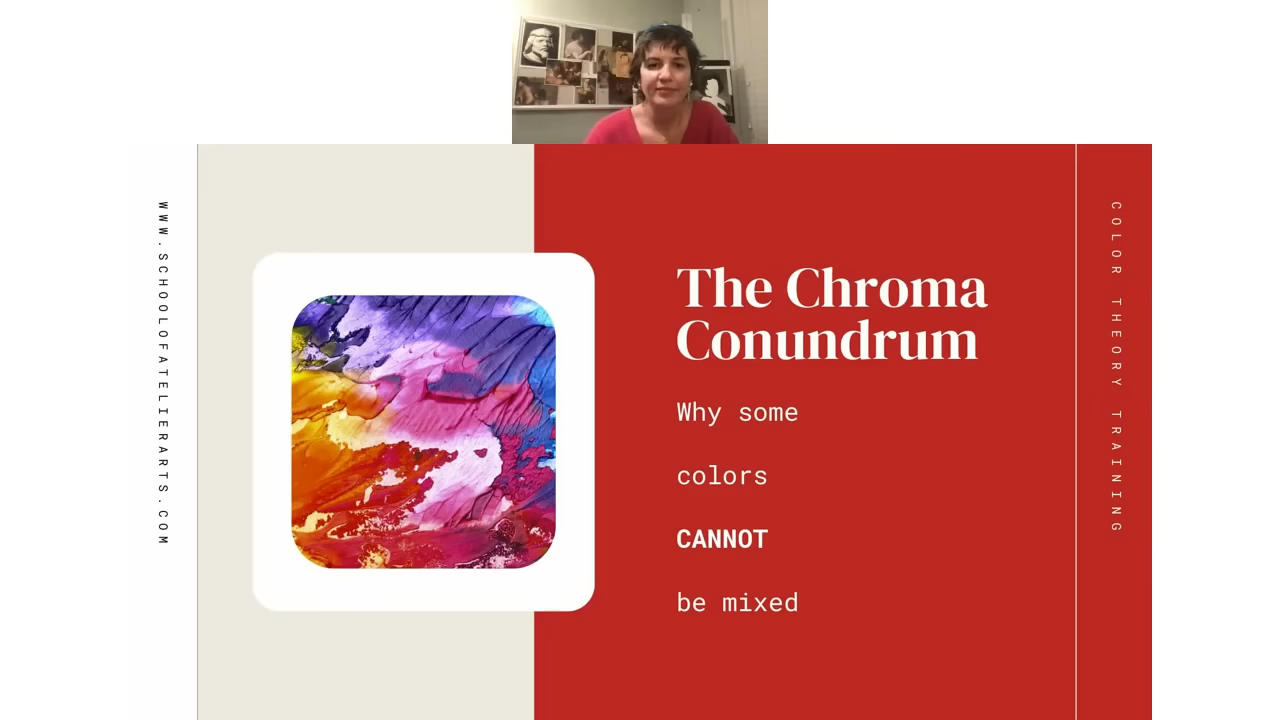 WWW.SCHOOLOFATELIERARTS.COM
The Chroma
Conundrum
Why some
colors
CANNOT
be mixed
COLOR THEORY TRAINING